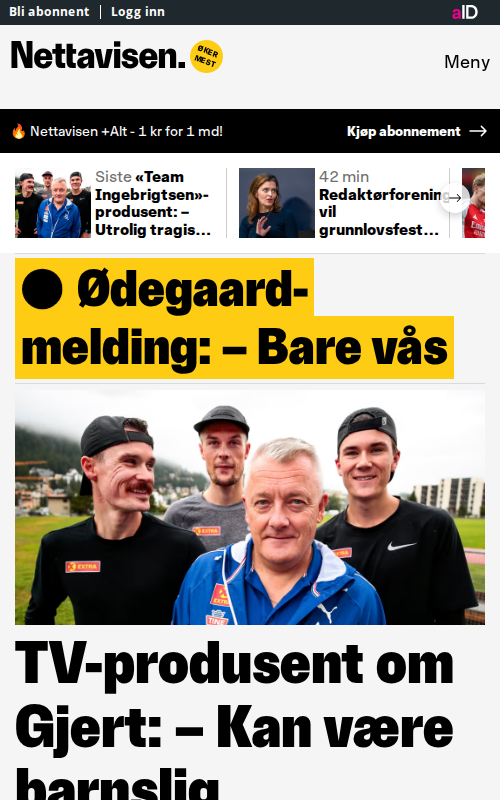 Bli abonnent | Logg inn
aID
Nettavisen.
ØKER
MEST
Meny
🔥 Nettavisen +Alt - 1 kr for 1 md!
Kjøp abonnement →
Siste «Team
Ingebrigtsen»-
produsent: –
Utrolig tragis...
42 min
Redaktørforening
vil
grunnlovsfest...
Ødegaard-
melding: – Bare vås
EXTRA
EXTRA
EXTRA
EXTRA
TINE
TV-produsent om
Gjert: – Kan være
barnslig